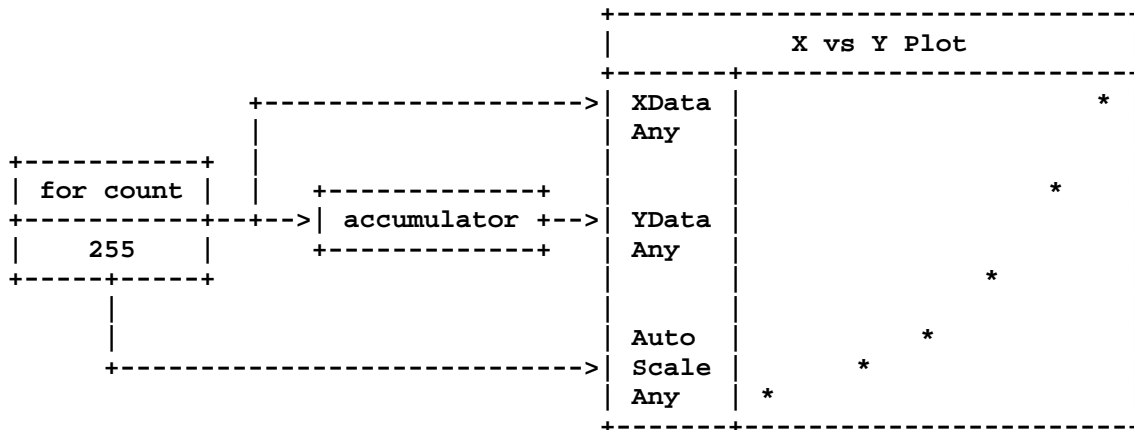 X vs Y Plot
XData
Any
for count
accumulator
YData
255
Any
Auto
Scale
Any